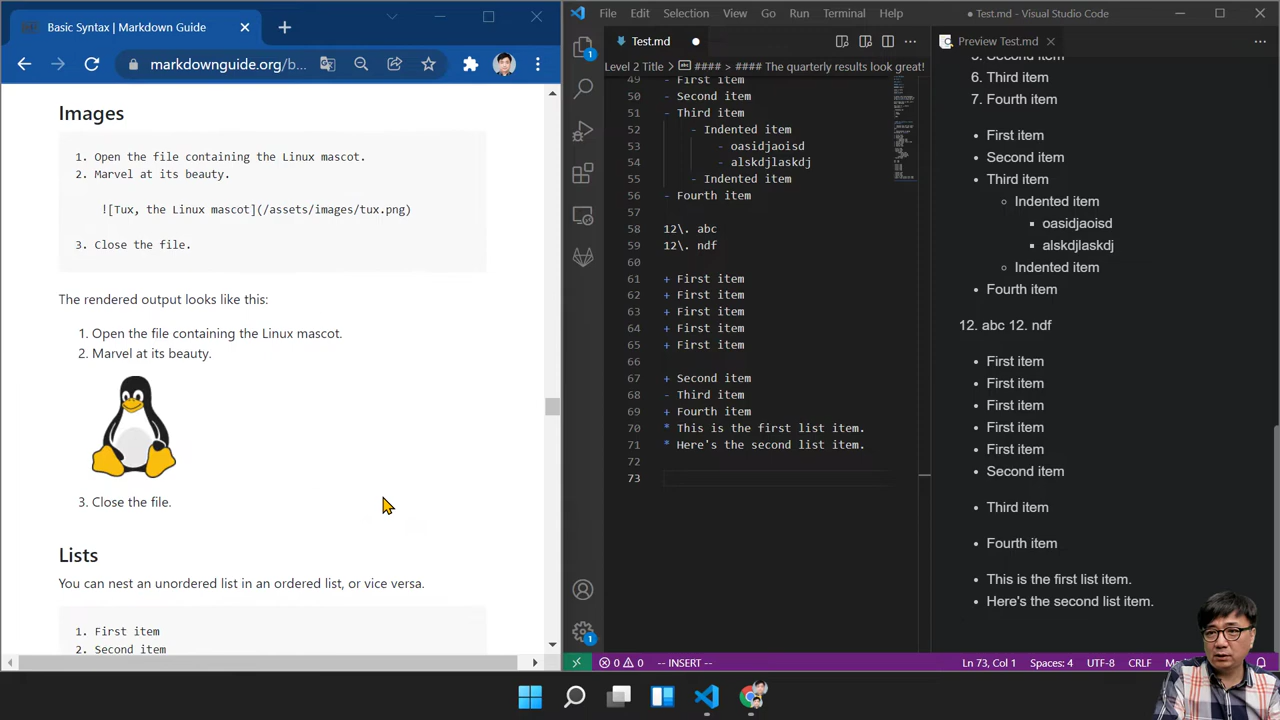 Basic Syntax | Markdown Guide
markdownguide.org/b...
Images
1. Open the file containing the Linux mascot.
2. Marvel at its beauty.
![Tux, the Linux mascot](/assets/images/tux.png)
3. Close the file.
The rendered output looks like this:
1. Open the file containing the Linux mascot.
2. Marvel at its beauty.
3. Close the file.
Lists
You can nest an unordered list in an ordered list, or vice versa.
1. First item
2. Second item
File Edit Selection View Go Run Terminal Help
● Test.md - Visual Studio Code
Test.md
Level 2 Title > #### > #### The quarterly results look great!
49 - First item
50 - Second item
51 - Third item
52 - Indented item
53 - oasidjaoisd
54 - alskdjlaskdj
55 - Indented item
56 - Fourth item
57
58 12\. abc
59 12\. ndf
60
61 + First item
62 + First item
63 + First item
64 + First item
65 + First item
66
67 + Second item
68 - Third item
69 + Fourth item
70 * This is the first list item.
71 * Here's the second list item.
72
73
1
1
Preview Test.md
5. Second item
6. Third item
7. Fourth item
• First item
• Second item
• Third item
◦ Indented item
▪ oasidjaoisd
▪ alskdjlaskdj
◦ Indented item
• Fourth item
12. abc 12. ndf
• First item
• First item
• First item
• First item
• First item
• Second item
• Third item
• Fourth item
• This is the first list item.
• Here's the second list item.
0 0 -- INSERT -- Ln 73, Col 1 Spaces: 4 UTF-8 CRLF